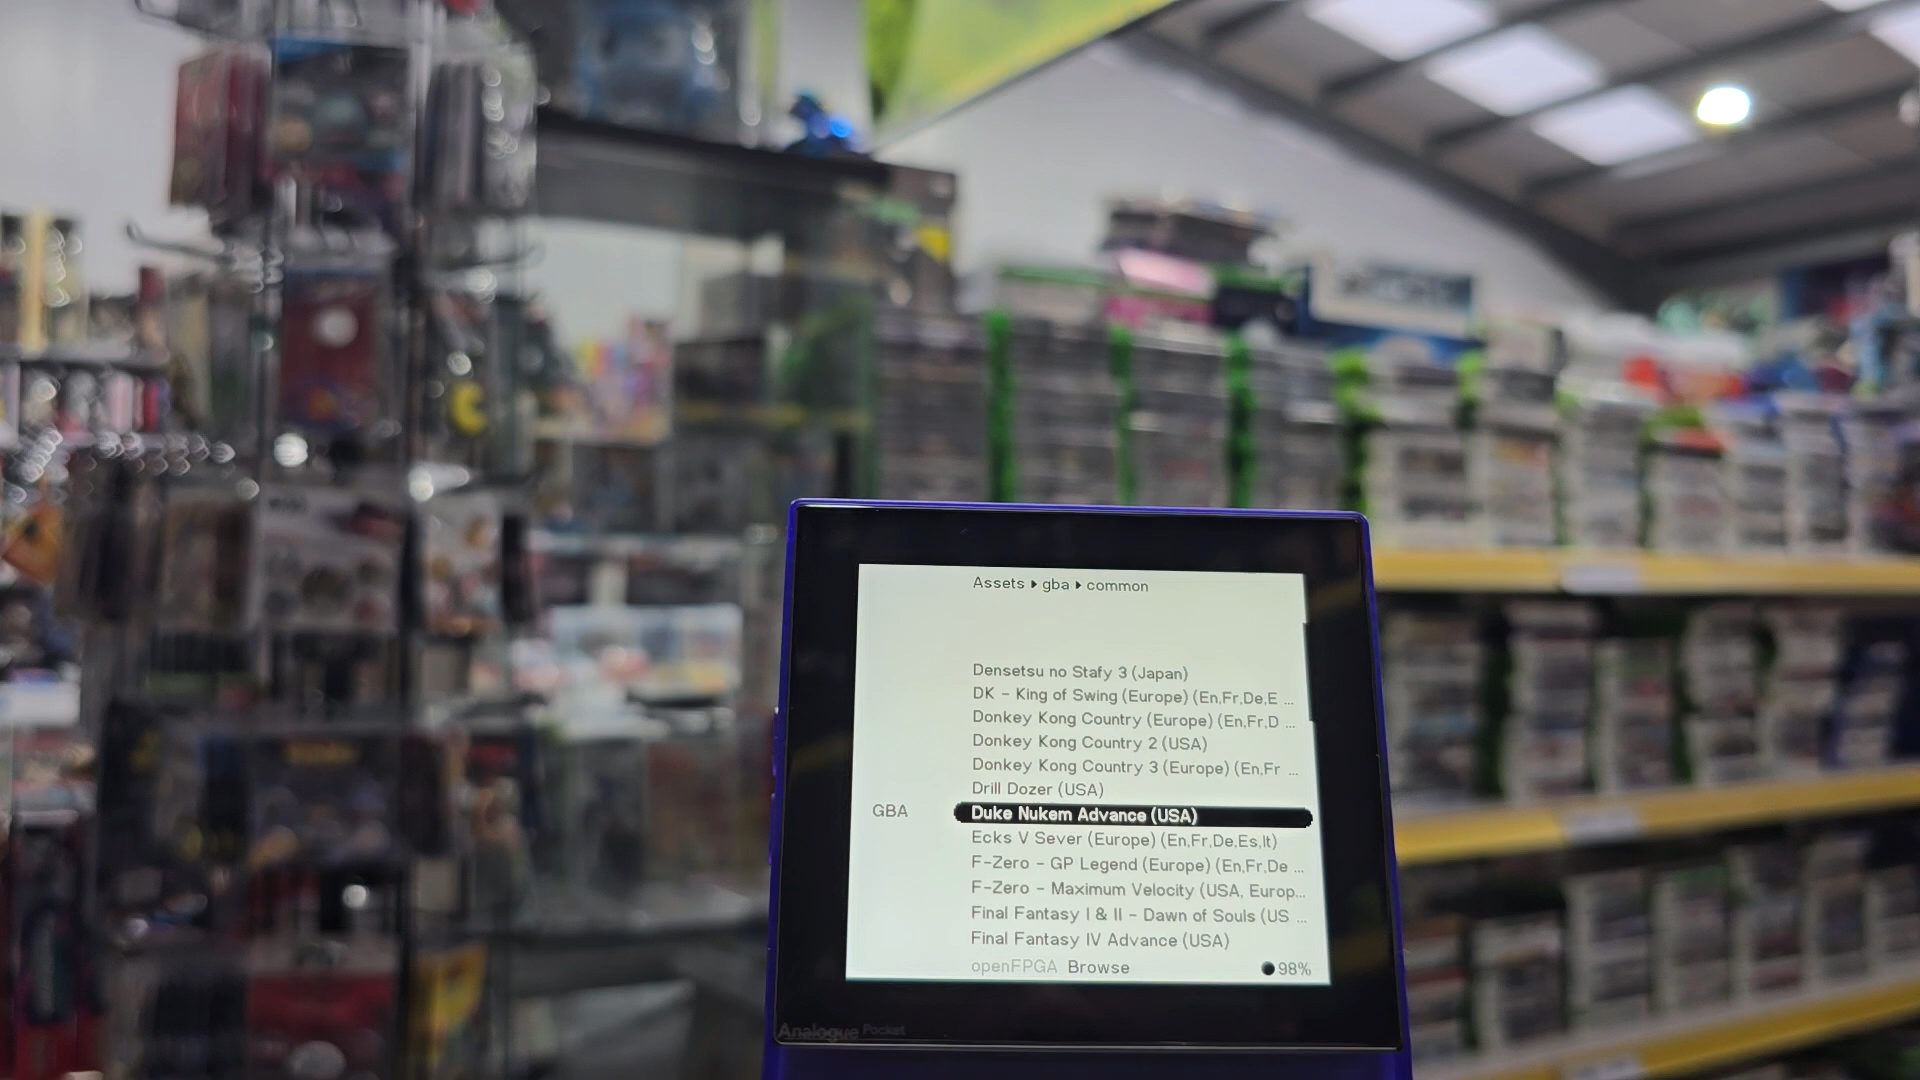 Assets ▸ gba ▸ common
Densetsu no Stafy 3 (Japan)
DK - King of Swing (Europe) (En,Fr,De,E ...
Donkey Kong Country (Europe) (En,Fr,D ...
Donkey Kong Country 2 (USA)
Donkey Kong Country 3 (Europe) (En,Fr ...
Drill Dozer (USA)
GBA
Duke Nukem Advance (USA)
Ecks V Sever (Europe) (En,Fr,De,Es,It)
F-Zero - GP Legend (Europe) (En,Fr,De ...
F-Zero - Maximum Velocity (USA, Europ...
Final Fantasy I & II - Dawn of Souls (US ...
Final Fantasy IV Advance (USA)
openFPGA Browse
98%
Analogue Pocket